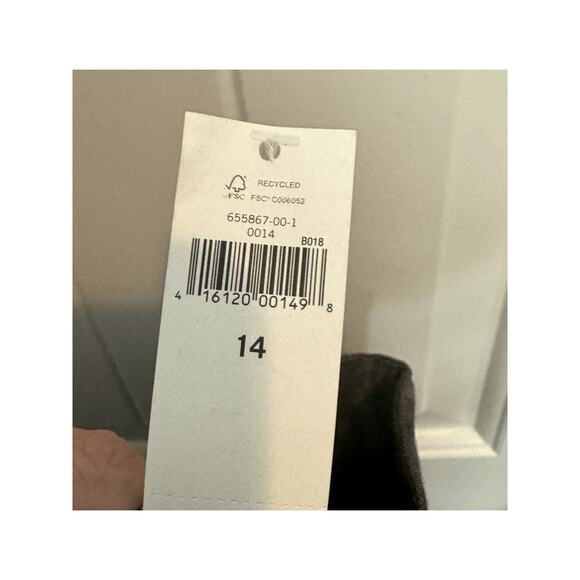 RECYCLED
FSC FSC® C006052
655867-00-1
0014
B018
4 16120 00149 8
14